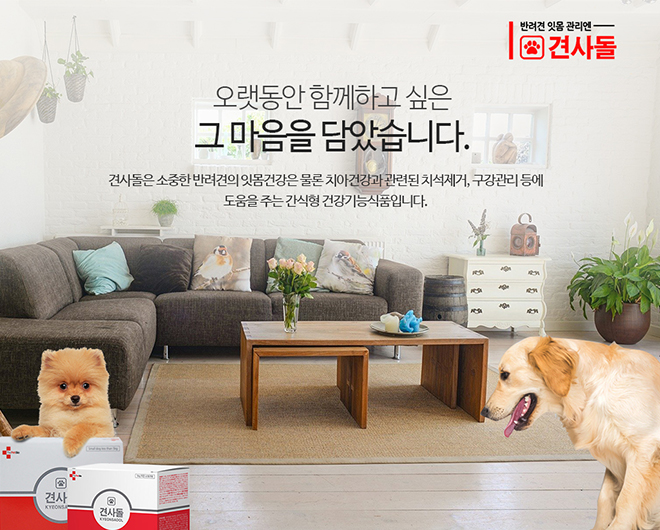 반려견 잇몸 관리엔
견사돌
오랫동안 함께하고 싶은
그 마음을 담았습니다.
견사돌은 소중한 반려견의 잇몸건강은 물론 치아건강과 관련된 치석제거, 구강관리 등에
도움을 주는 간식형 건강기능식품입니다.
견사돌
KYEONSADOL
견사돌
KYEONSADOL